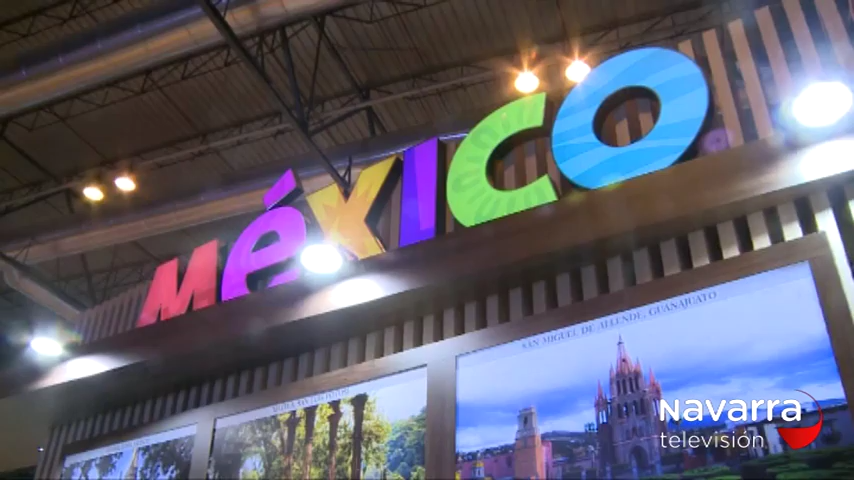 MéXICO
SAN MIGUEL DE ALLENDE, GUANAJUATO
Navarra
televisión